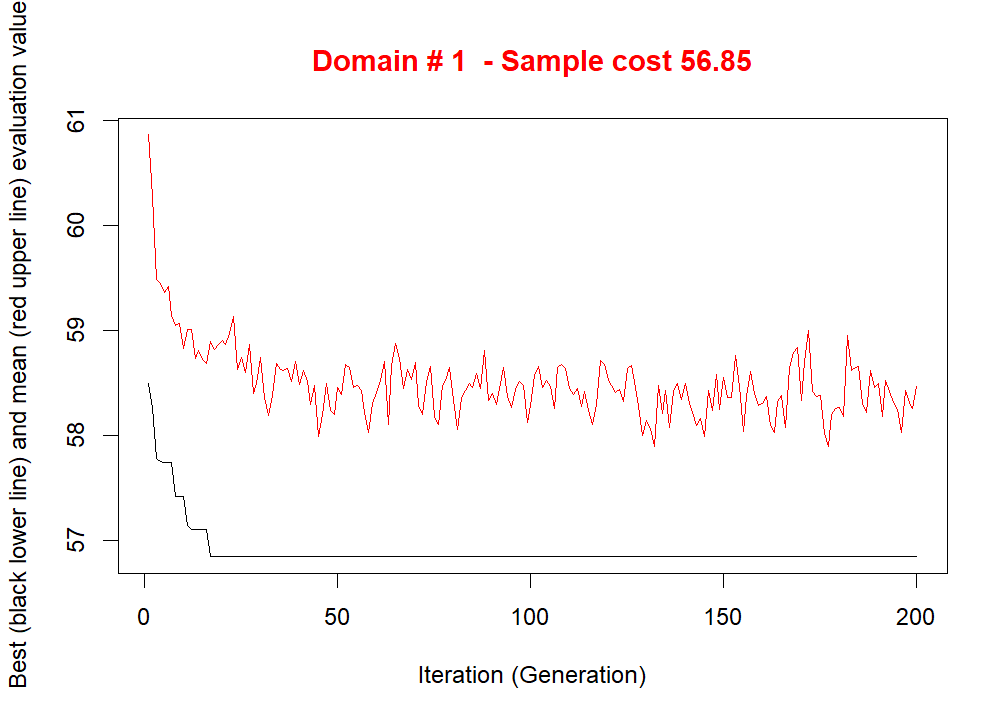 Domain # 1  - Sample cost 56.85
Best (black lower line) and mean (red upper line) evaluation value
61
60
59
58
57
0 50 100 150 200
Iteration (Generation)